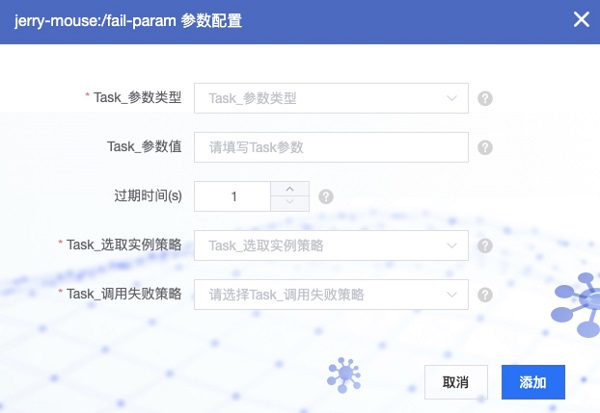 jerry-mouse:/fail-param 参数配置
* Task_参数类型 Task_参数类型 ?
Task_参数值 请填写Task参数 ?
过期时间(s) 1 ?
* Task_选取实例策略 Task_选取实例策略 ?
* Task_调用失败策略 请选择Task_调用失败策略 ?
取消 添加